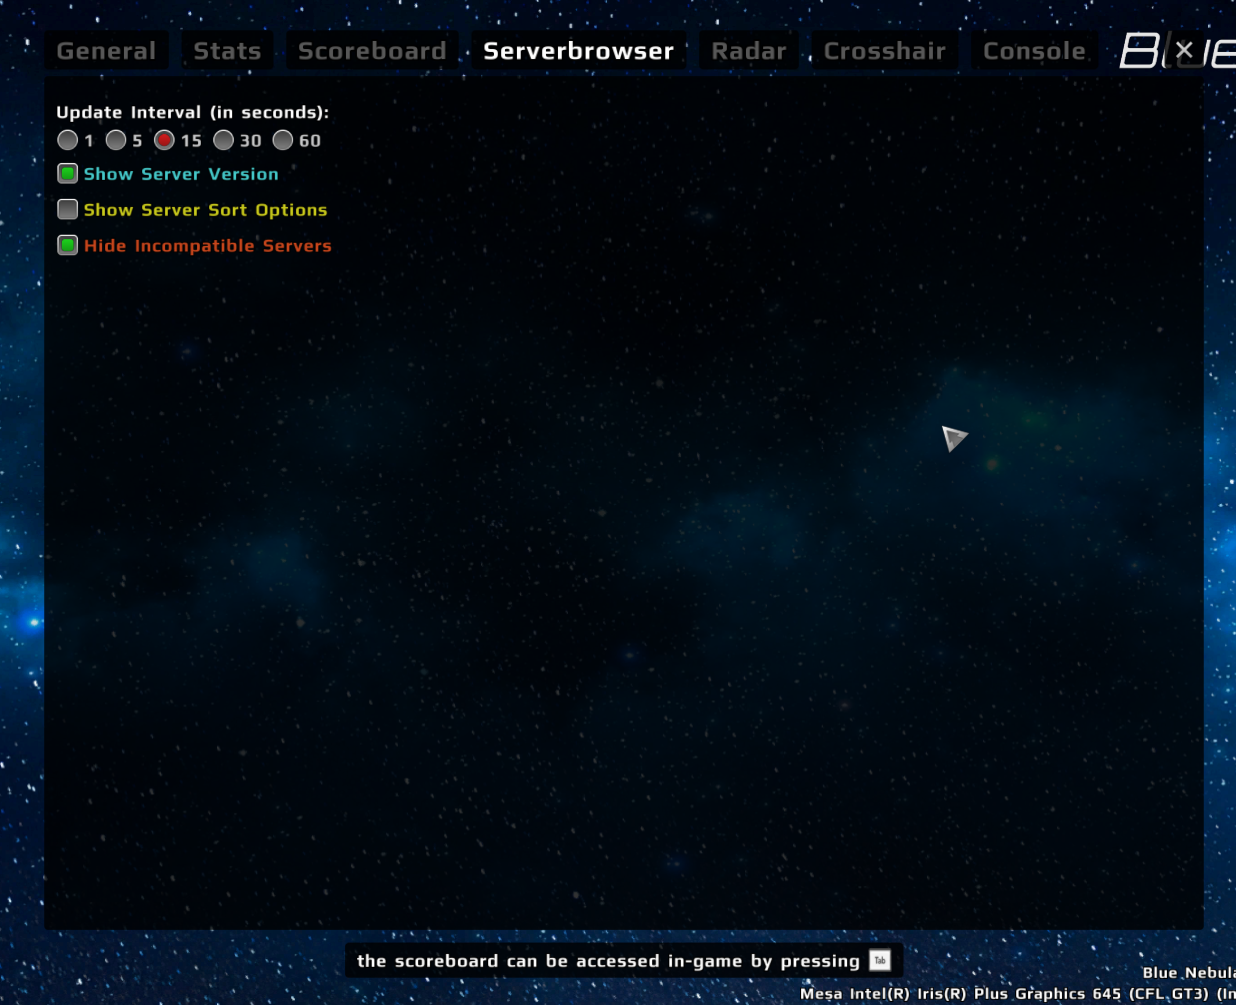 General Stats Scoreboard Serverbrowser Radar Crosshair Console Blue
Update Interval (in seconds):
1 5 15 30 60
Show Server Version
Show Server Sort Options
Hide Incompatible Servers
the scoreboard can be accessed in-game by pressing Tab
Blue Nebula
Mesa Intel(R) Iris(R) Plus Graphics 645 (CFL GT3) (In